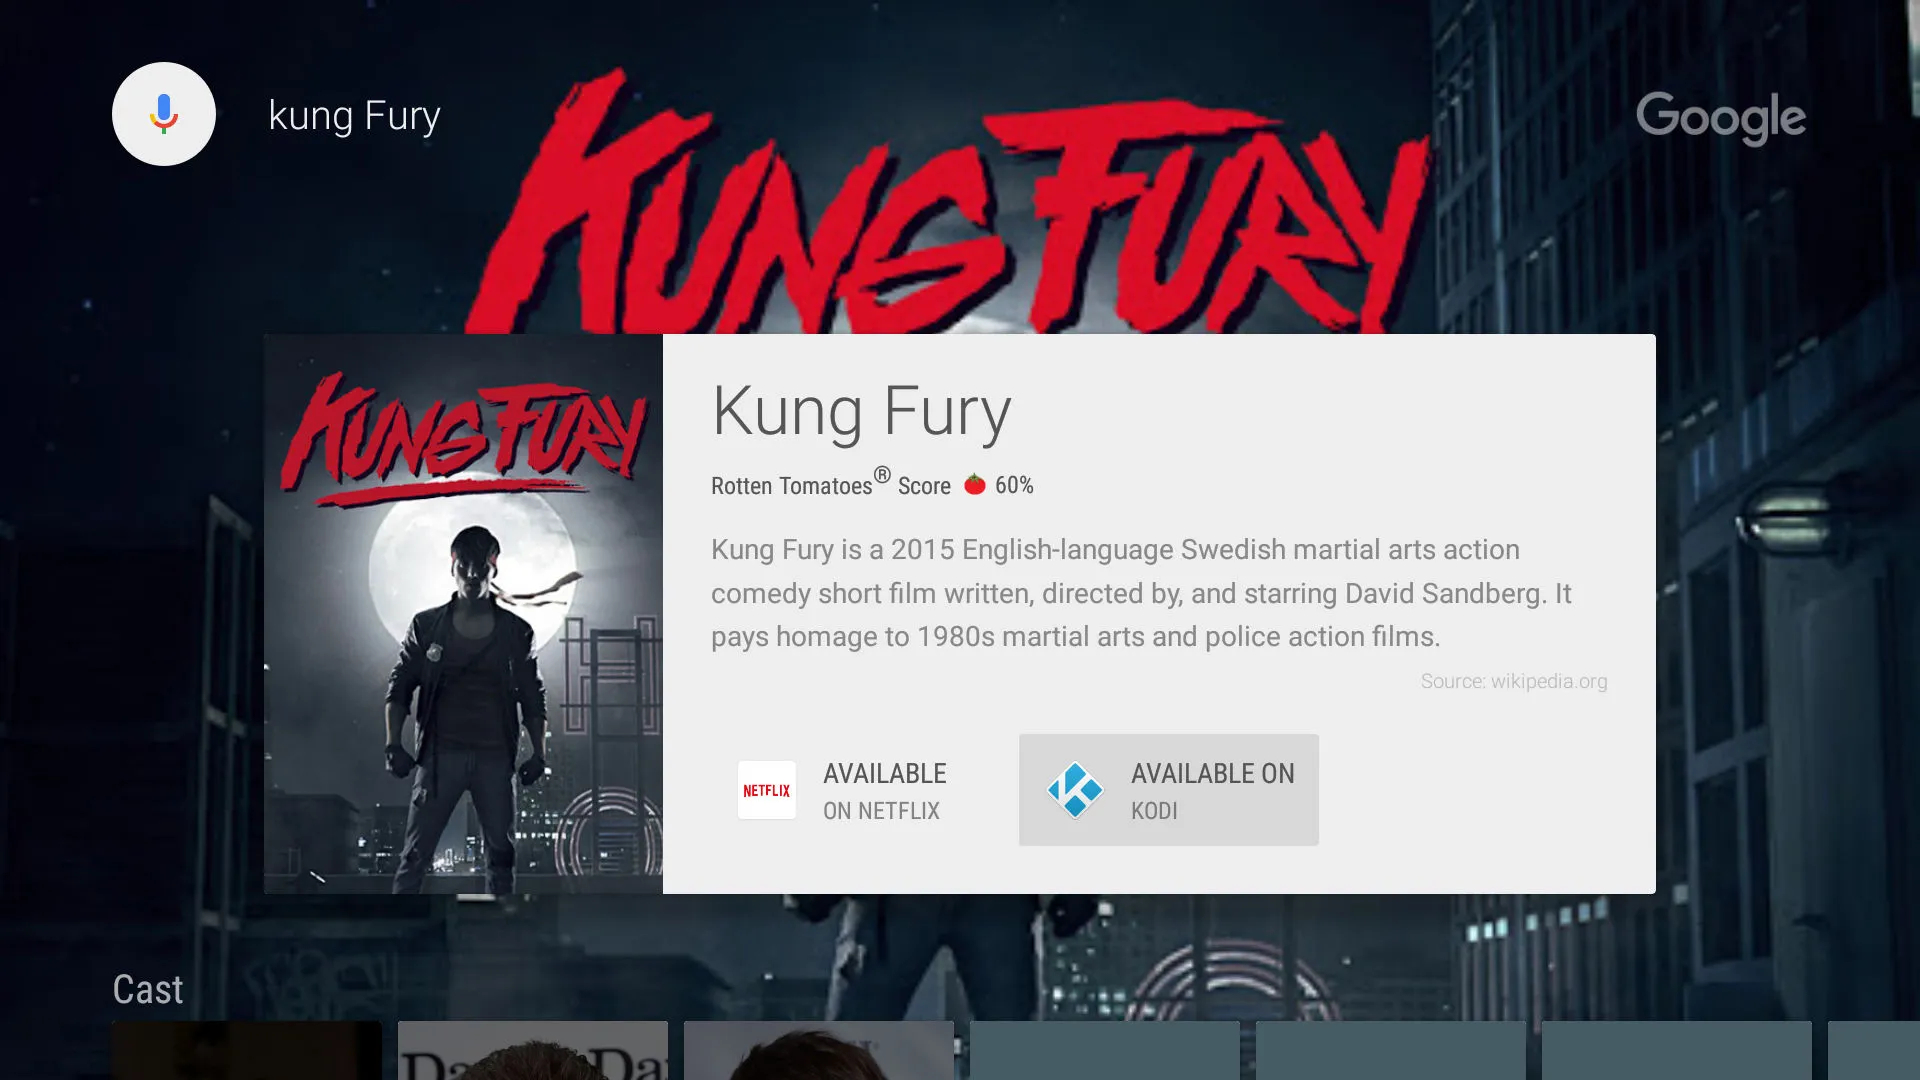 kung Fury
Google
KUNG FURY
KUNG FURY
Kung Fury
Rotten Tomatoes® Score 60%
Kung Fury is a 2015 English-language Swedish martial arts action
comedy short film written, directed by, and starring David Sandberg. It
pays homage to 1980s martial arts and police action films.
Source: wikipedia.org
NETFLIX
AVAILABLE
ON NETFLIX
AVAILABLE ON
KODI
Cast